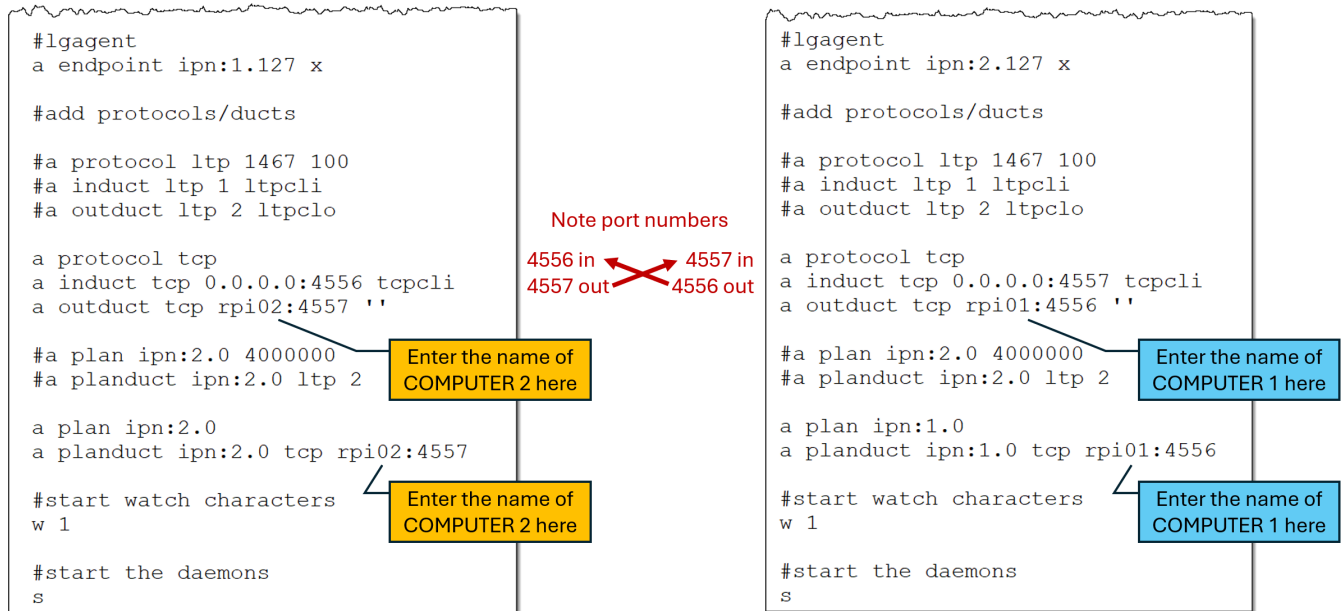 #lgagent
a endpoint ipn:1.127 x
#add protocols/ducts
#a protocol ltp 1467 100
#a induct ltp 1 ltpcli
#a outduct ltp 2 ltpclo
a protocol tcp
a induct tcp 0.0.0.0:4556 tcpcli
a outduct tcp rpi02:4557 ''
#a plan ipn:2.0 4000000
#a planduct ipn:2.0 ltp 2
a plan ipn:2.0
a planduct ipn:2.0 tcp rpi02:4557
#start watch characters
w 1
#start the daemons
s
Enter the name of
COMPUTER 2 here
Enter the name of
COMPUTER 2 here
Note port numbers
4556 in
4557 out
4557 in
4556 out
#lgagent
a endpoint ipn:2.127 x
#add protocols/ducts
#a protocol ltp 1467 100
#a induct ltp 1 ltpcli
#a outduct ltp 2 ltpclo
a protocol tcp
a induct tcp 0.0.0.0:4557 tcpcli
a outduct tcp rpi01:4556 ''
#a plan ipn:2.0 4000000
#a planduct ipn:2.0 ltp 2
a plan ipn:1.0
a planduct ipn:1.0 tcp rpi01:4556
#start watch characters
w 1
#start the daemons
s
Enter the name of
COMPUTER 1 here
Enter the name of
COMPUTER 1 here